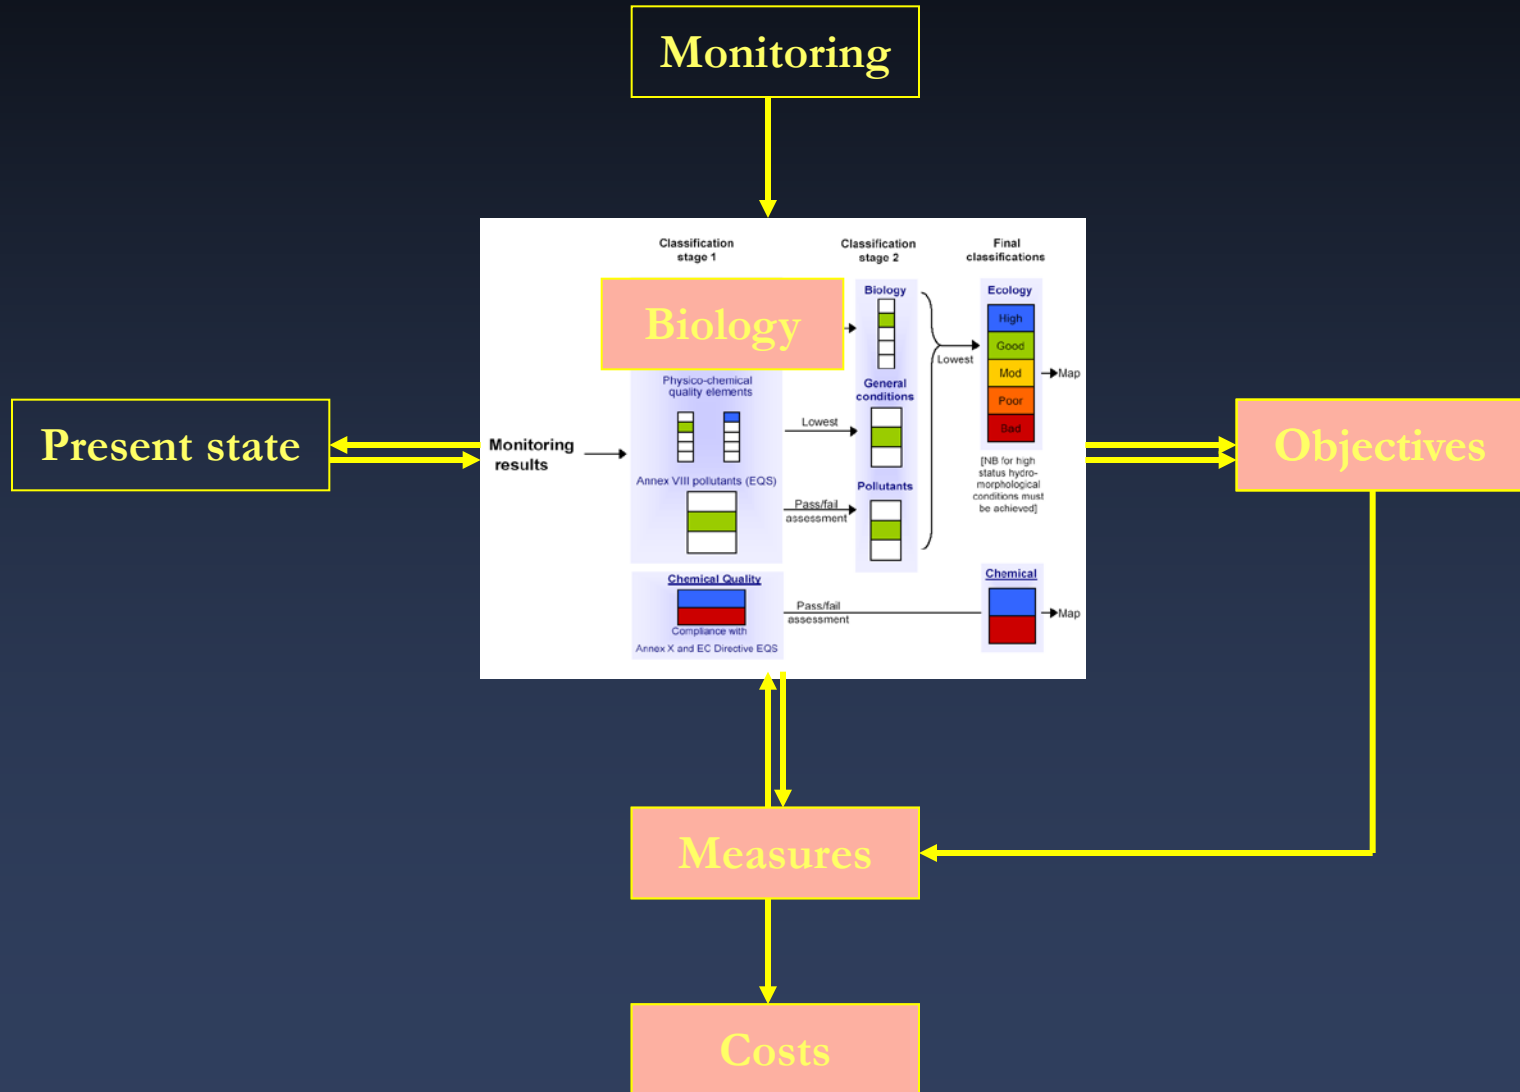 Monitoring
Classification
stage 1
Classification
stage 2
Final
classifications
Biology
Biology
Ecology
High
Good
Mod
Poor
Bad
Lowest
Map
Physico-chemical
quality elements
General
conditions
Lowest
Monitoring
results
Present state
Objectives
[NB for high
status hydro-
morphological
conditions must
be achieved]
Annex VIII pollutants (EQS)
Pollutants
Pass/fail
assessment
Chemical Quality
Compliance with
Annex X and EC Directive EQS
Pass/fail
assessment
Chemical
Map
Measures
Costs